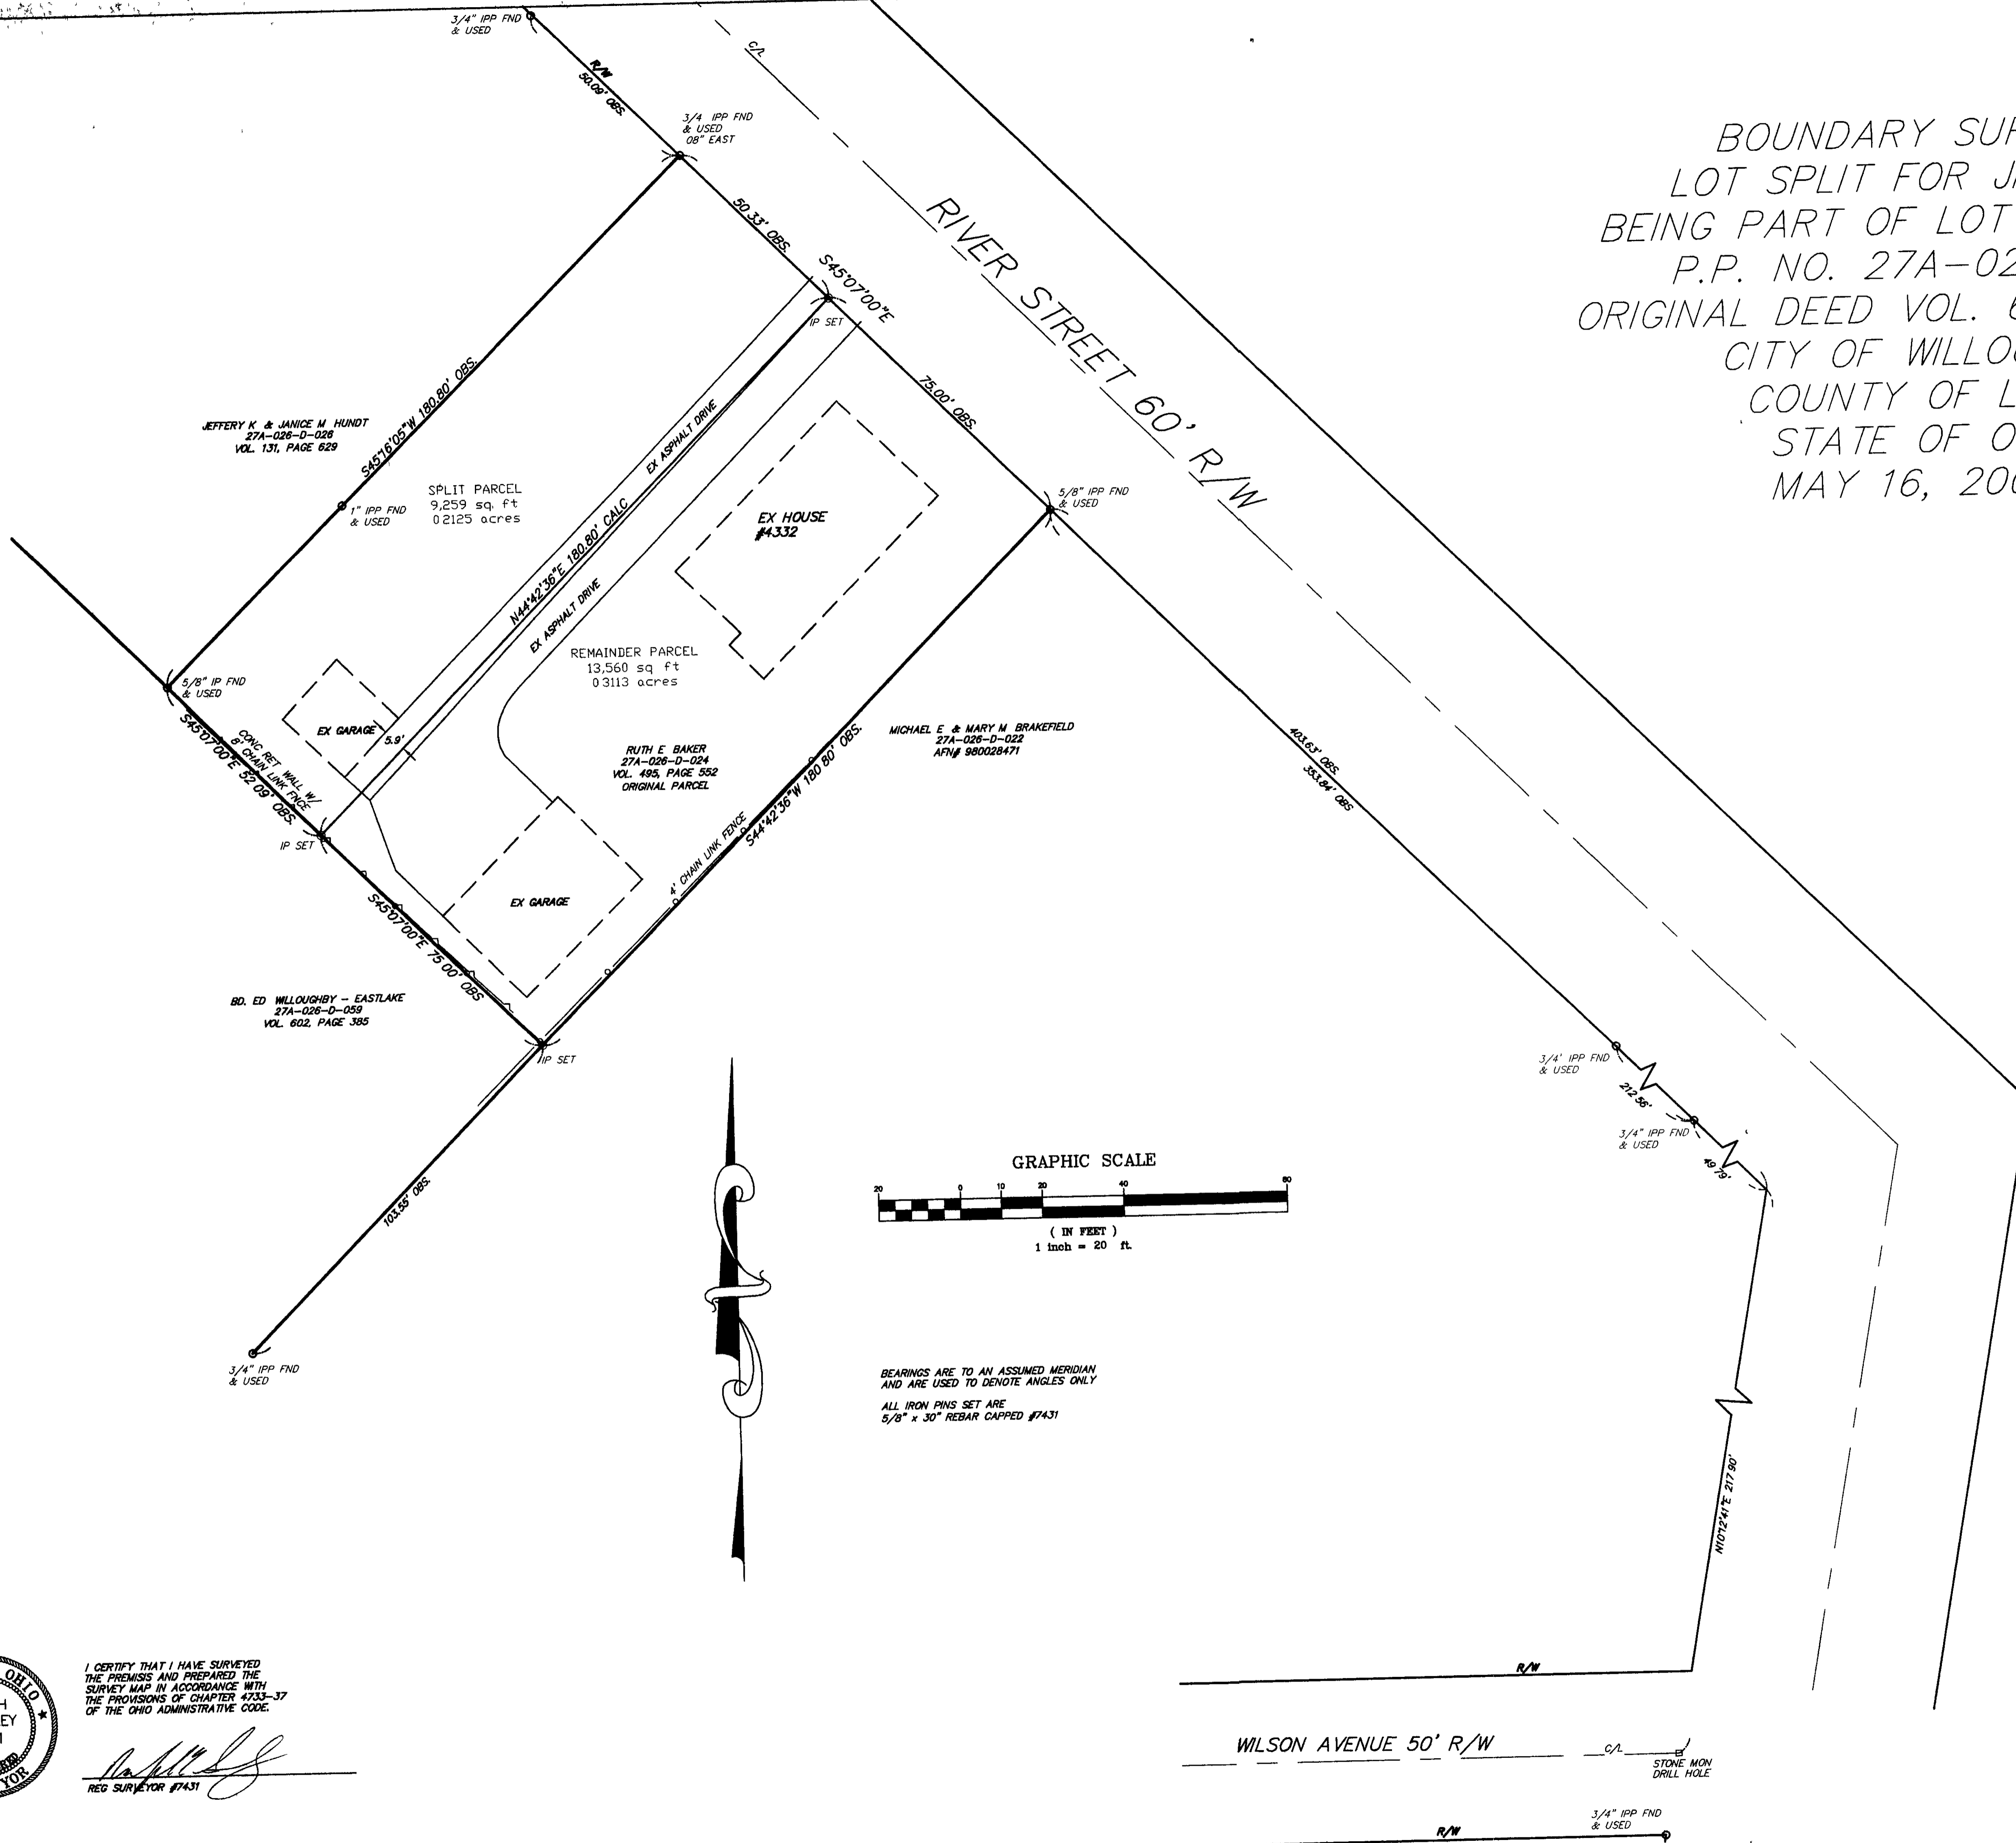 3/4" IPP FND
& USED
R/W
50.09' OBS.
C/L
3/4 IPP FND
& USED
08" EAST
BOUNDARY
LOT SPLIT FOR
BEING PART OF LOT
P.P. NO. 27A-02
ORIGINAL DEED VOL. 6
CITY OF
COUNTY OF L
STATE OF O
MAY 16, 200
50.33' OBS.
S45°07'00"E
IP SET
RIVER STREET 60' R/W
75.00' OBS.
JEFFERY K & JANICE M HUNDT
27A-026-D-026
VOL. 131, PAGE 629
S45°16'05"W 180.80' OBS.
1" IPP FND
& USED
SPLIT PARCEL
9,259 sq. ft
0 2125 acres
EX ASPHALT DRIVE
N44°42'36"E 180.80' CALC
EX ASPHALT DRIVE
EX HOUSE
#4332
5/8" IPP FND
& USED
REMAINDER PARCEL
13,560 sq ft
0 3113 acres
5/8" IP FND
& USED
EX GARAGE
5.9'
CONC RET WALL W/
8' CHAIN LINK FNCE
S45°07'00"E 52 09' OBS.
IP SET
RUTH E BAKER
27A-026-D-024
VOL. 495, PAGE 552
ORIGINAL PARCEL
MICHAEL E & MARY M BRAKEFIELD
27A-026-D-022
AFN# 980028471
403.63' OBS.
353.84' OBS
S44°42'36"W 180 80' OBS.
4' CHAIN LINK FENCE
EX GARAGE
S45°07'00"E 75 00' OBS
BD. ED WILLOUGHBY - EASTLAKE
27A-026-D-059
VOL. 602, PAGE 385
IP SET
103.55' OBS.
3/4" IPP FND
& USED
3/4' IPP FND
& USED
212 56'
3/4" IPP FND
& USED
49 79'
GRAPHIC SCALE
20 0 10 20 40 80
( IN FEET )
1 inch = 20 ft.
BEARINGS ARE TO AN ASSUMED MERIDIAN
AND ARE USED TO DENOTE ANGLES ONLY
ALL IRON PINS SET ARE
5/8" x 30" REBAR CAPPED #7431
N10°12'41"E 217 90'
R/W
WILSON AVENUE 50' R/W
C/L
STONE MON
DRILL HOLE
3/4" IPP FND
& USED
R/W
OHIO
I CERTIFY THAT I HAVE SURVEYED
THE PREMISIS AND PREPARED THE
SURVEY MAP IN ACCORDANCE WITH
THE PROVISIONS OF CHAPTER 4733-37
OF THE OHIO ADMINISTRATIVE CODE.
REG SURVEYOR #7431